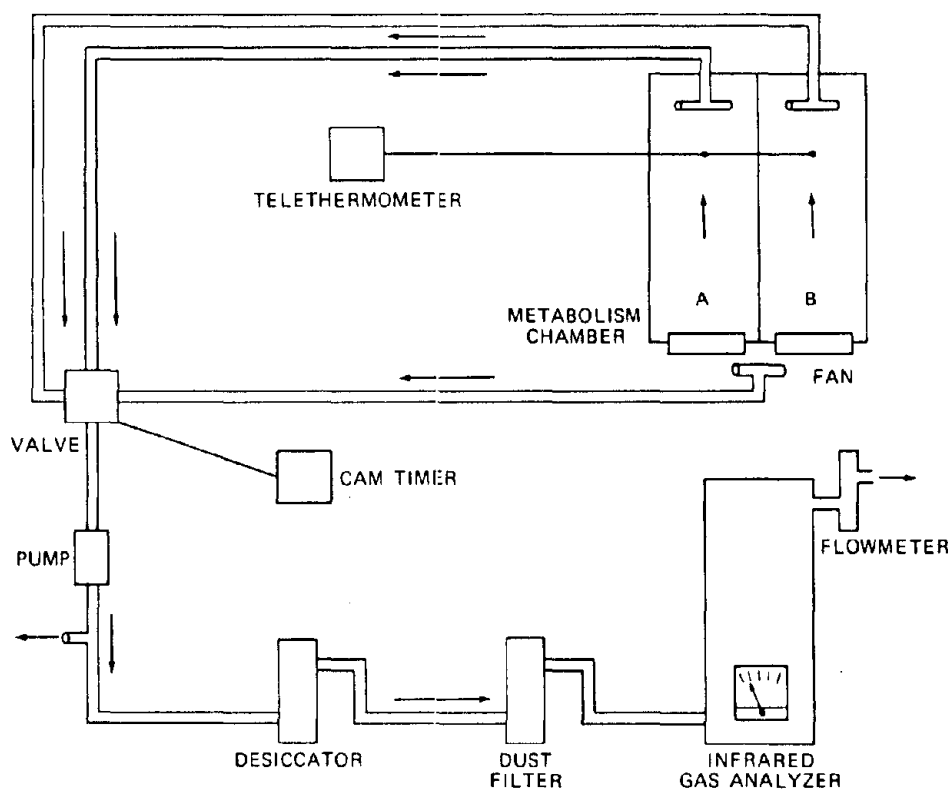 TELETHERMOMETER
A
B
METABOLISM
CHAMBER
FAN
VALVE
CAM TIMER
FLOWMETER
PUMP
DESICCATOR
DUST
FILTER
INFRARED
GAS ANALYZER